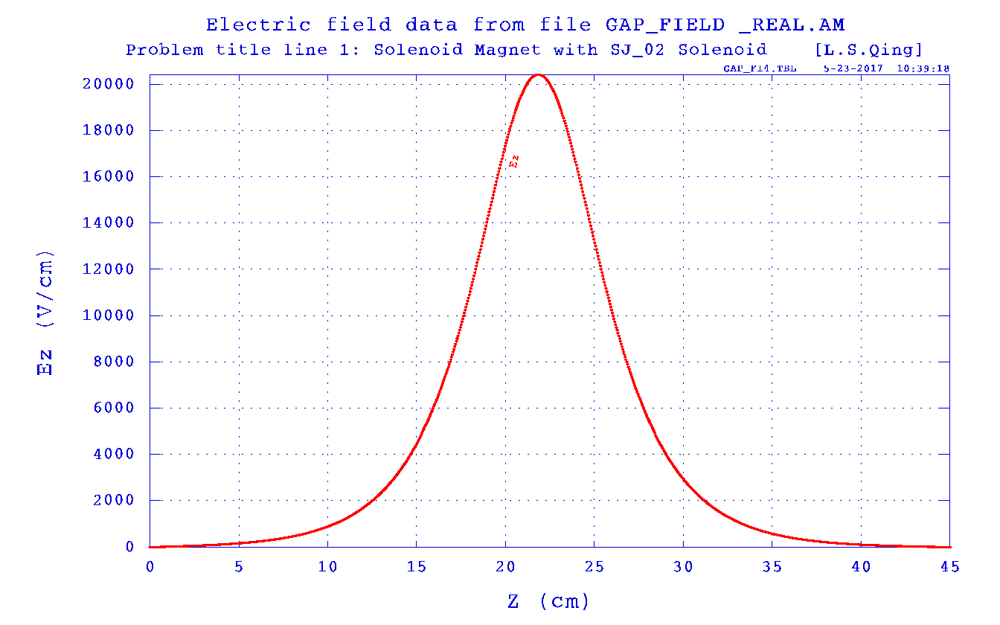 Electric field data from file GAP_FIELD _REAL.AM
Problem title line 1: Solenoid Magnet with SJ_02 Solenoid [L.S.Qing]
GAP_F14.TBL 5-23-2017 10:39:18
20000
18000
16000
14000
12000
10000
8000
6000
4000
2000
0
Ez (V/cm)
Ez
0 5 10 15 20 25 30 35 40 45
Z (cm)